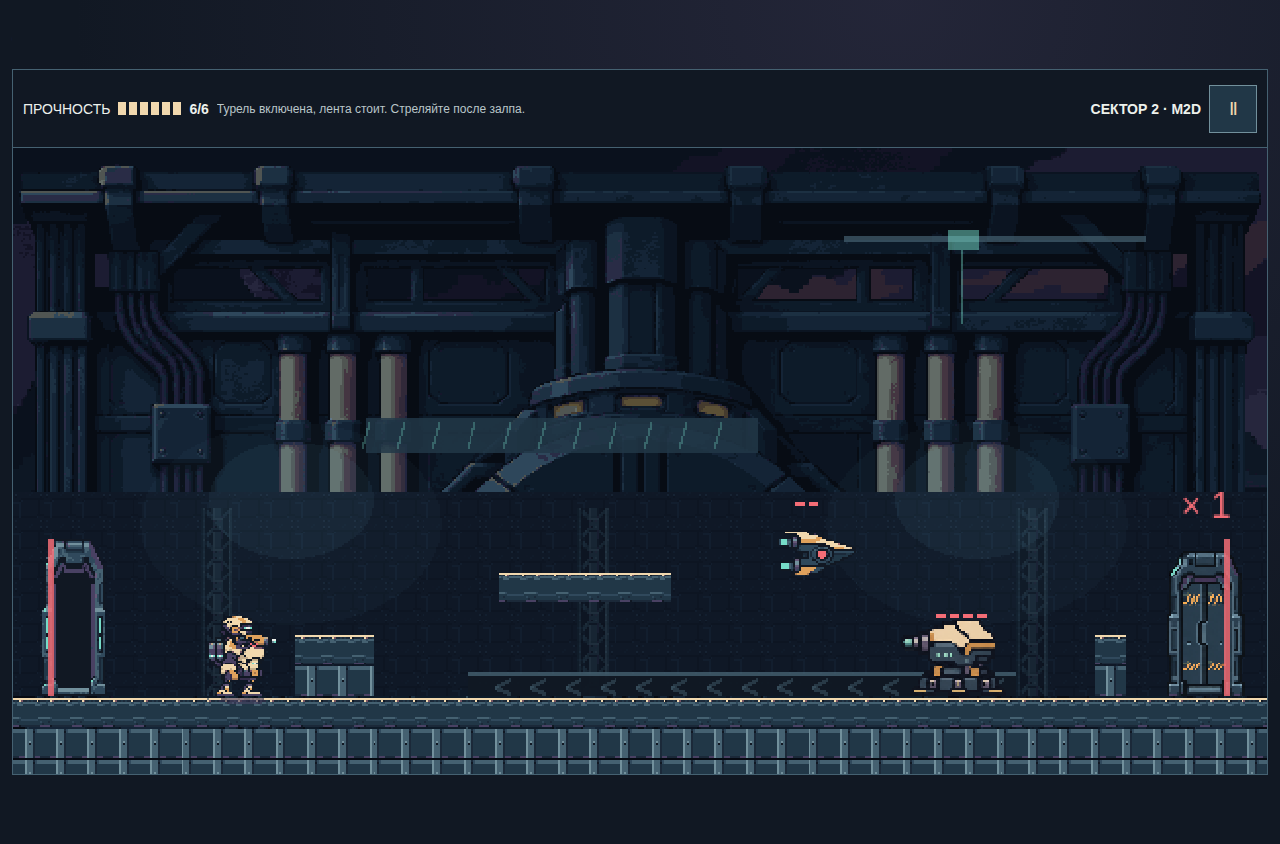 ПРОЧНОСТЬ 6/6 Турель включена, лента стоит. Стреляйте после залпа.
СЕКТОР 2 · M2D
× 1